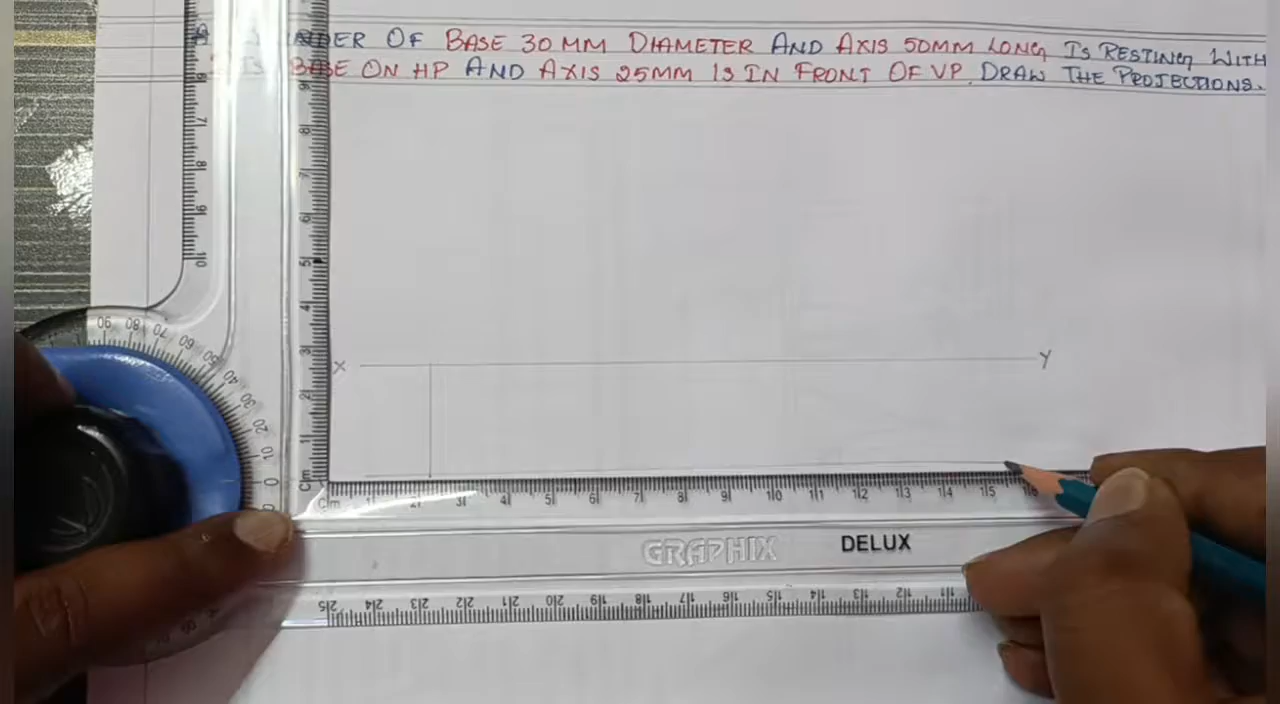 OF BASE 30 MM DIAMETER AND AXIS 50MM LONG IS RESTING WITH
BASE ON HP AND AXIS 25MM IS IN FRONT OF VP. DRAW THE PROJECTIONS.
X Y
GRAPHIX DELUX